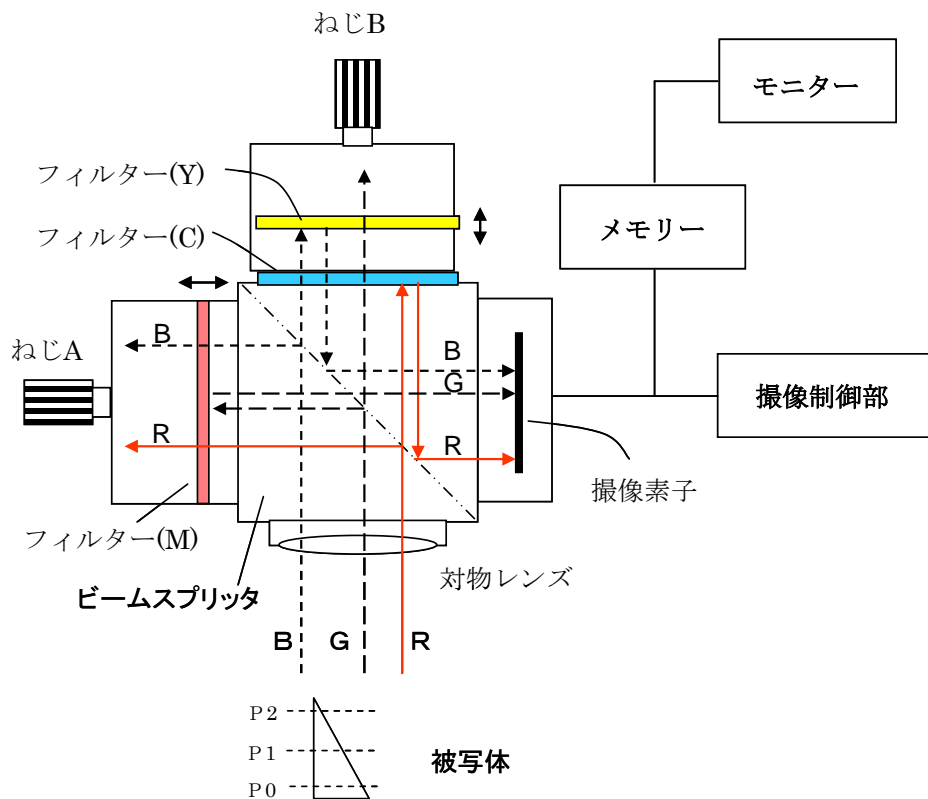 ねじB
モニター
フィルター(Y)
メモリー
フィルター(C)
ねじA
B
B
G
撮像制御部
R
R
撮像素子
フィルター(M)
対物レンズ
ビームスプリッタ
B
G
R
P2
P1
被写体
P0